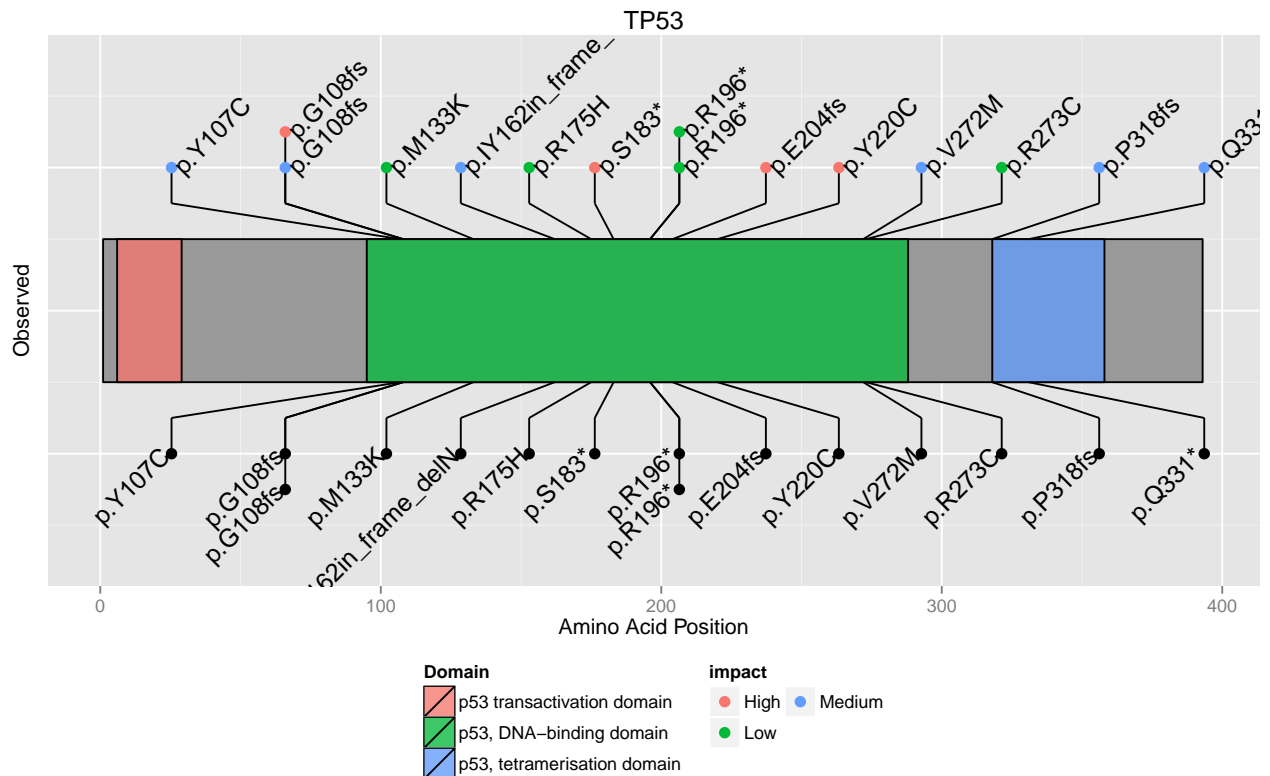 TP53
p.Y107C
p.G108fs
p.G108fs
p.M133K
p.IY162in_frame_
p.R175H
p.S183*
p.R196*
p.R196*
p.E204fs
p.Y220C
p.V272M
p.R273C
p.P318fs
p.Q331
Observed
p.Y107C
p.G108fs
p.G108fs
p.M133K
162in_frame_delN
p.R175H
p.S183*
p.R196*
p.R196*
p.E204fs
p.Y220C
p.V272M
p.R273C
p.P318fs
p.Q331*
0 100 200 300 400
Amino Acid Position
Domain
p53 transactivation domain
p53, DNA−binding domain
p53, tetramerisation domain
impact
High Medium
Low